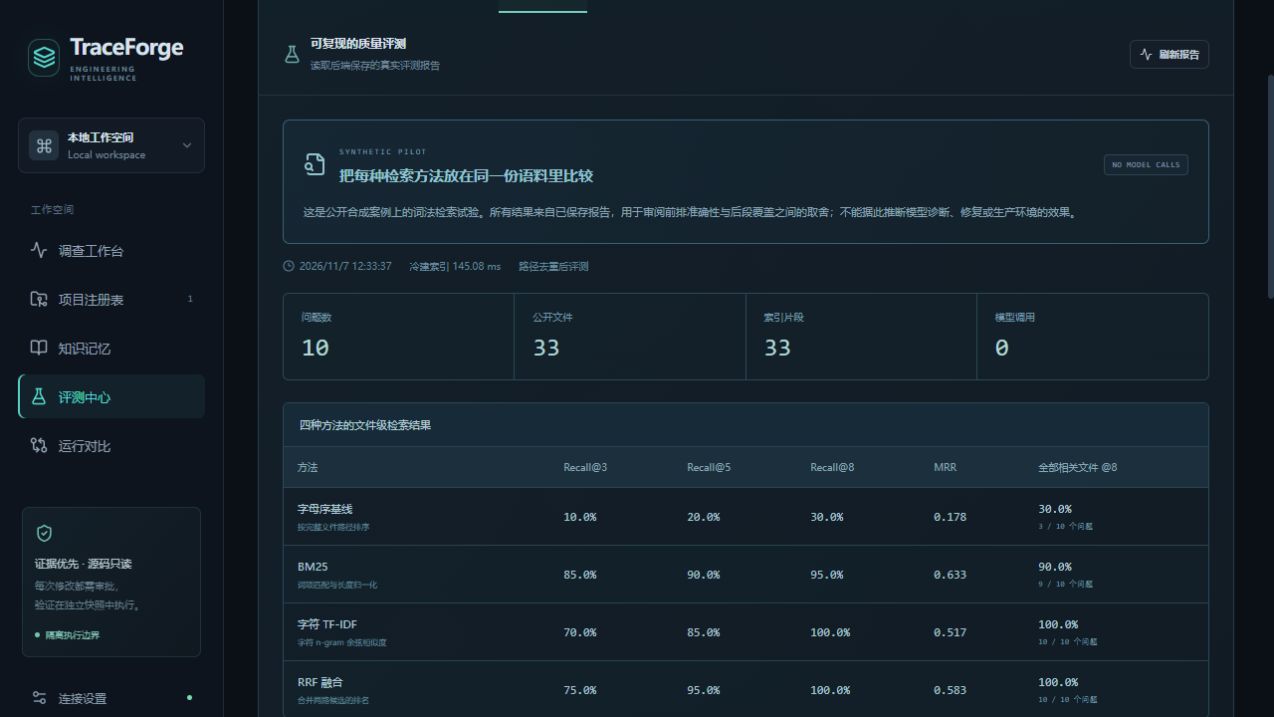 TraceForge
ENGINEERING
INTELLIGENCE
本地工作空间
Local workspace
工作空间
调查工作台
项目注册表 1
知识记忆
评测中心
运行对比
证据优先 · 源码只读
每次修改都需审批，
验证在独立快照中执行。
隔离执行边界
连接设置
可复现的质量评测
读取后端保存的真实评测报告
刷新报告
SYNTHETIC PILOT
把每种检索方法放在同一份语料里比较
NO MODEL CALLS
这是公开合成案例上的词法检索试验。所有结果来自已保存报告，用于审阅前排准确性与后段覆盖之间的取舍；不能据此推断模型诊断、修复或生产环境的效果。
2026/11/7 12:33:37 冷建索引 145.08 ms 路径去重后评测
问题数 公开文件 索引片段 模型调用
10 33 33 0
四种方法的文件级检索结果
方法 Recall@3 Recall@5 Recall@8 MRR 全部相关文件 @8
字母序基线 10.0% 20.0% 30.0% 0.178 30.0%
按完整文件路径排序 3 / 10 个问题
BM25 85.0% 90.0% 95.0% 0.633 90.0%
词项匹配与长度归一化 9 / 10 个问题
字符 TF-IDF 70.0% 85.0% 100.0% 0.517 100.0%
字符 n-gram 余弦相似度 10 / 10 个问题
RRF 融合 75.0% 95.0% 100.0% 0.583 100.0%
合并两路候选的排名 10 / 10 个问题